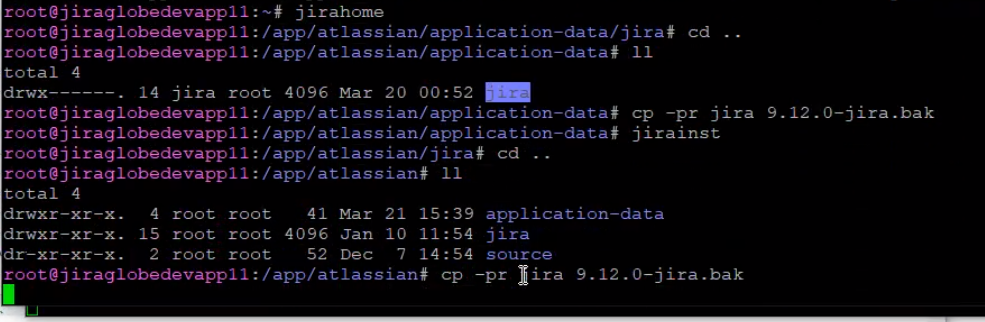 root@jiraglobedevapp11:~# jirahome
root@jiraglobedevapp11:/app/atlassian/application-data/jira# cd ..
root@jiraglobedevapp11:/app/atlassian/application-data# ll
total 4
drwx------. 14 jira root 4096 Mar 20 00:52 jira
root@jiraglobedevapp11:/app/atlassian/application-data# cp -pr jira 9.12.0-jira.bak
root@jiraglobedevapp11:/app/atlassian/application-data# jirainst
root@jiraglobedevapp11:/app/atlassian/jira# cd ..
root@jiraglobedevapp11:/app/atlassian# ll
total 4
drwxr-xr-x.  4 root root   41 Mar 21 15:39 application-data
drwxr-xr-x. 15 root root 4096 Jan 10 11:54 jira
dr-xr-xr-x.  2 root root   52 Dec  7 14:54 source
root@jiraglobedevapp11:/app/atlassian# cp -pr jira 9.12.0-jira.bak